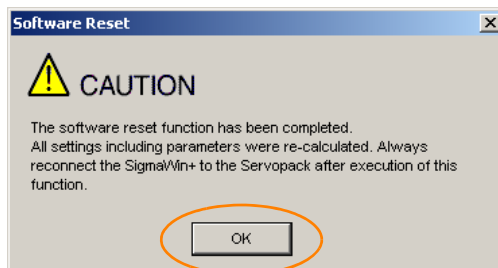 Software Reset
CAUTION
The software reset function has been completed.
All settings including parameters were re-calculated. Always
reconnect the SigmaWin+ to the Servopack after execution of this
function.
OK